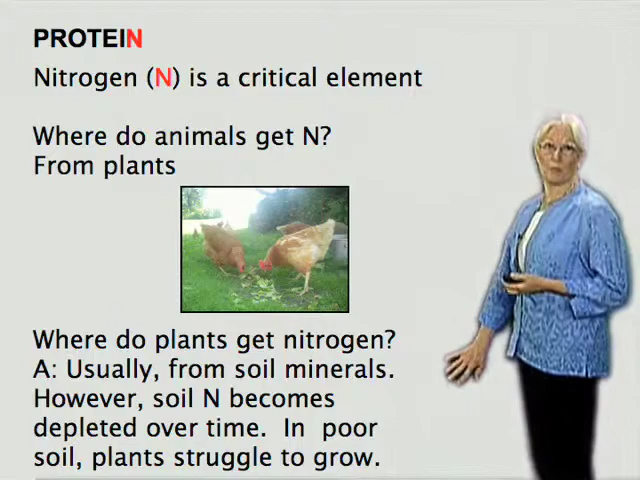 PROTEIN
Nitrogen (N) is a critical element
Where do animals get N?
From plants
Where do plants get nitrogen?
A: Usually, from soil minerals.
However, soil N becomes
depleted over time.  In  poor
soil, plants struggle to grow.